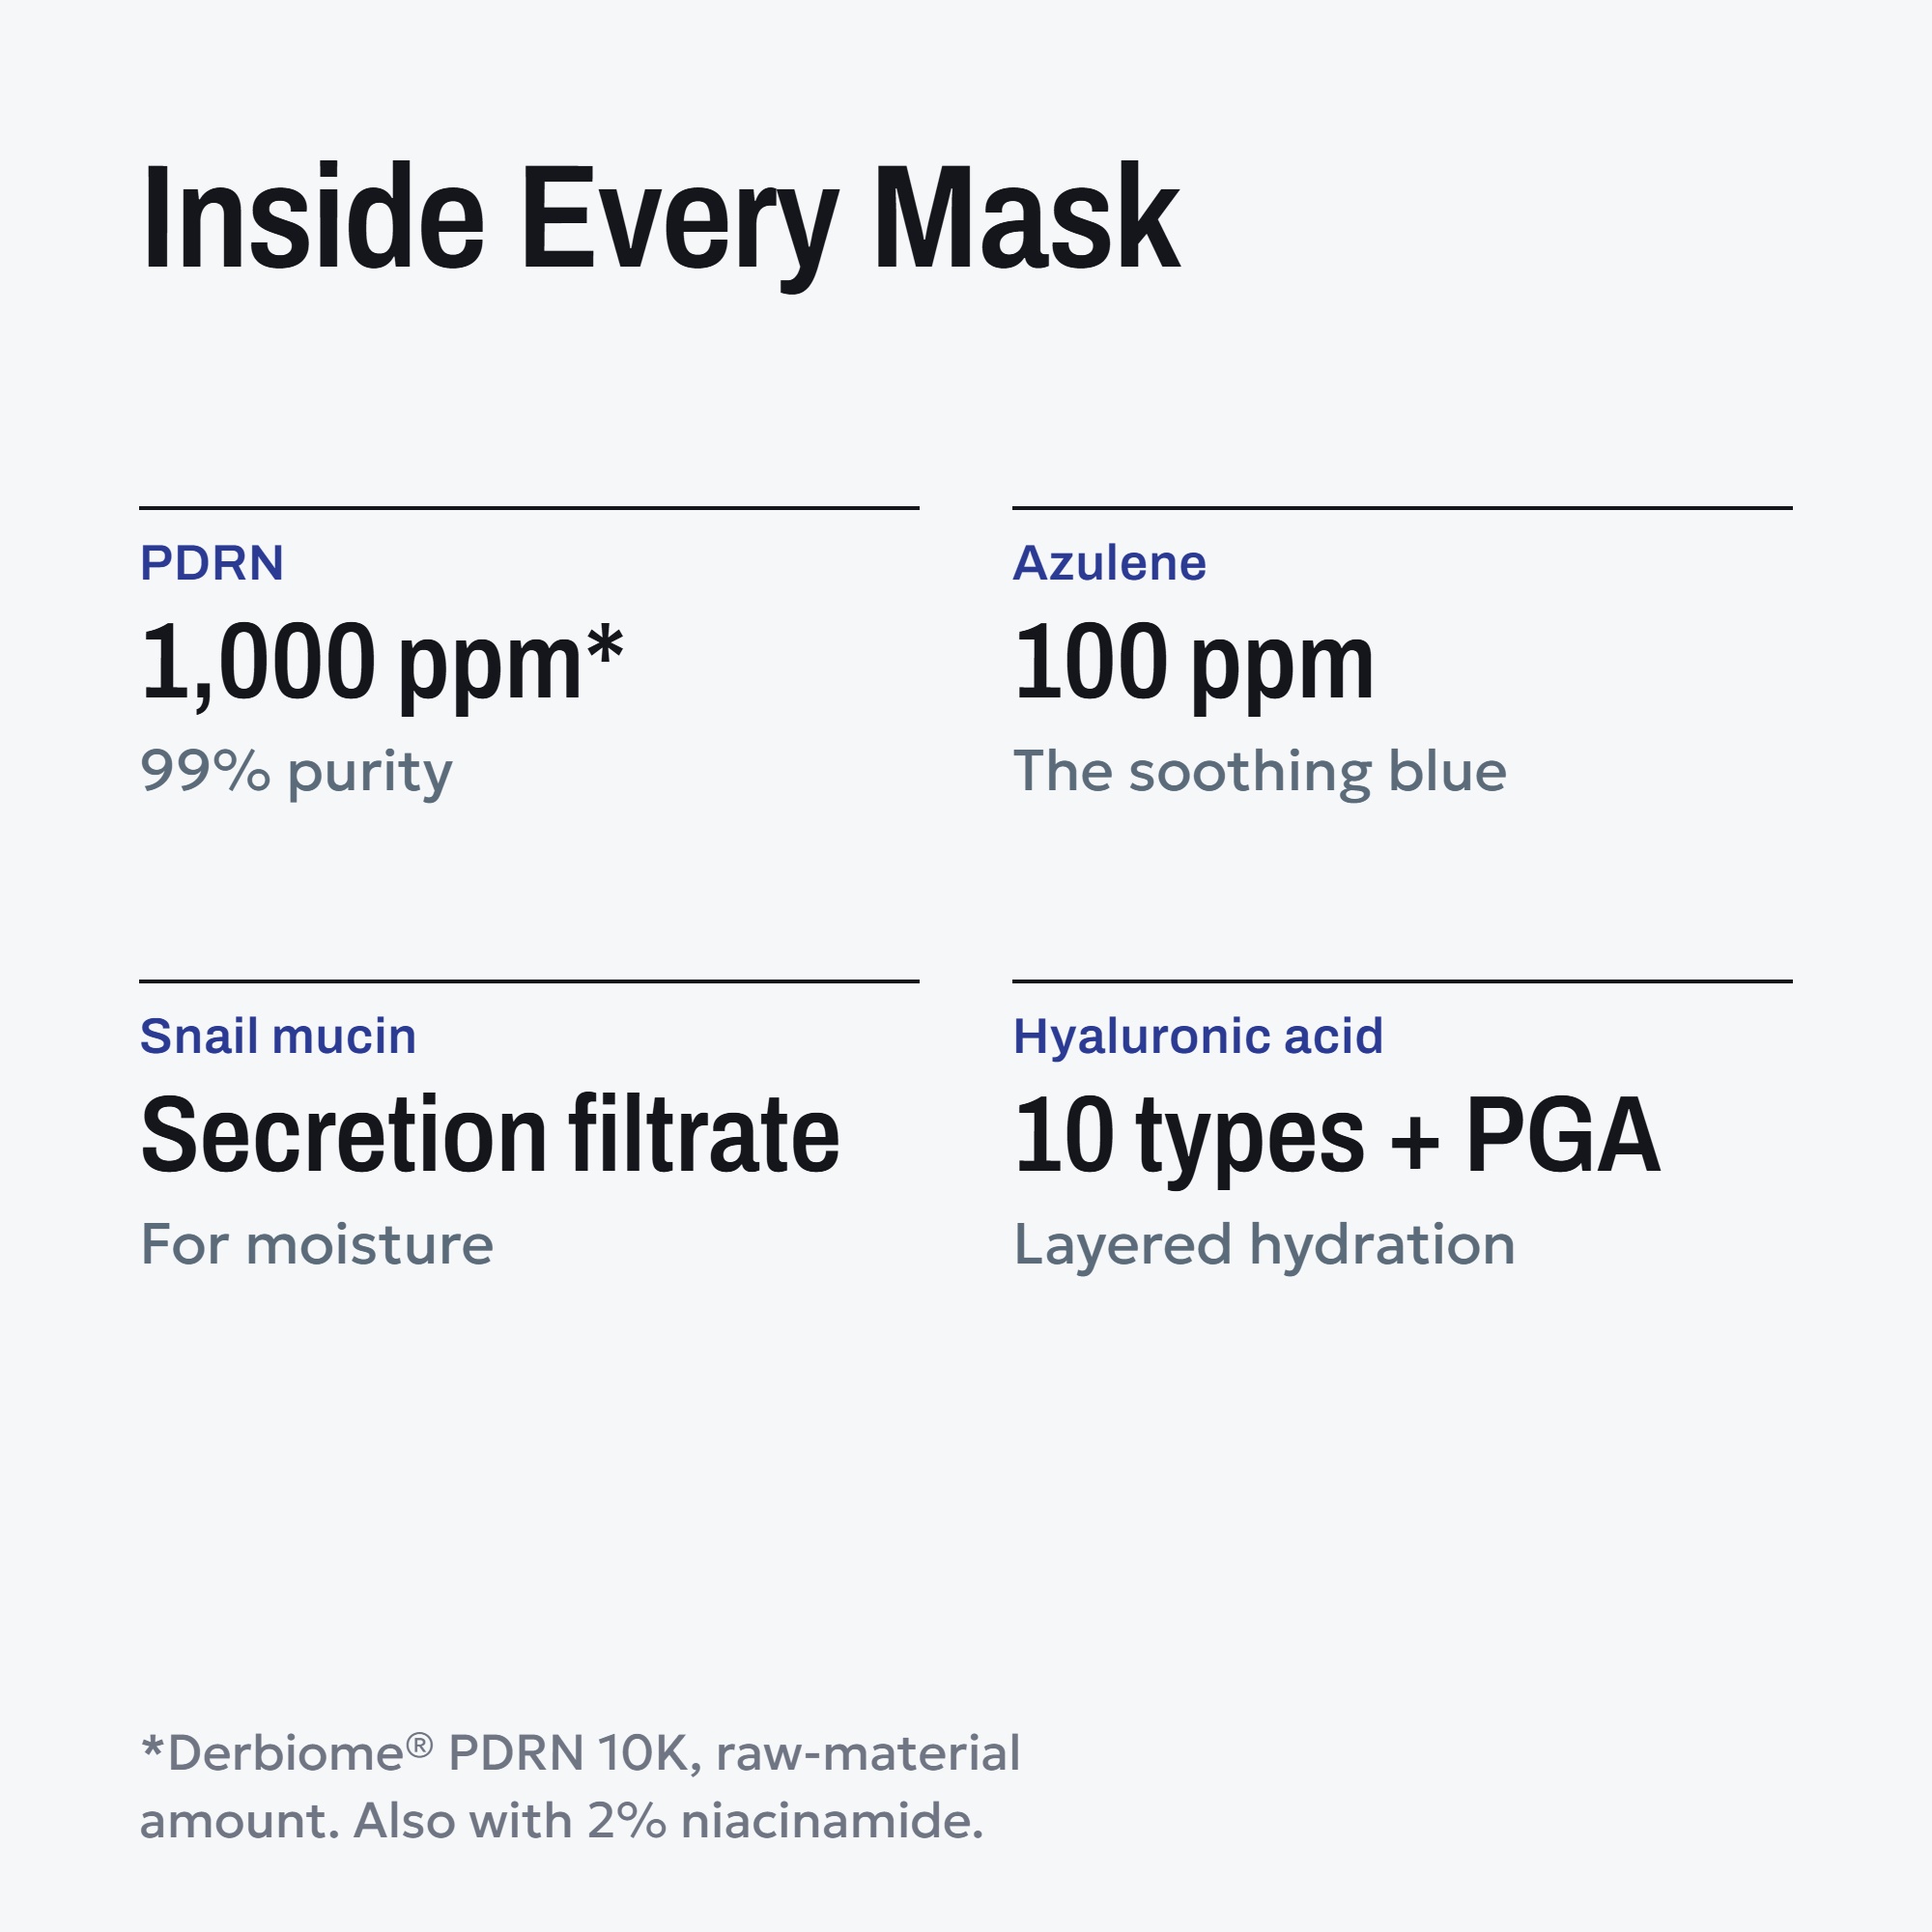 Inside Every Mask
PDRN
1,000 ppm*
99% purity
Azulene
100 ppm
The soothing blue
Snail mucin
Secretion filtrate
For moisture
Hyaluronic acid
10 types + PGA
Layered hydration
*Derbiome® PDRN 10K, raw-material
amount. Also with 2% niacinamide.